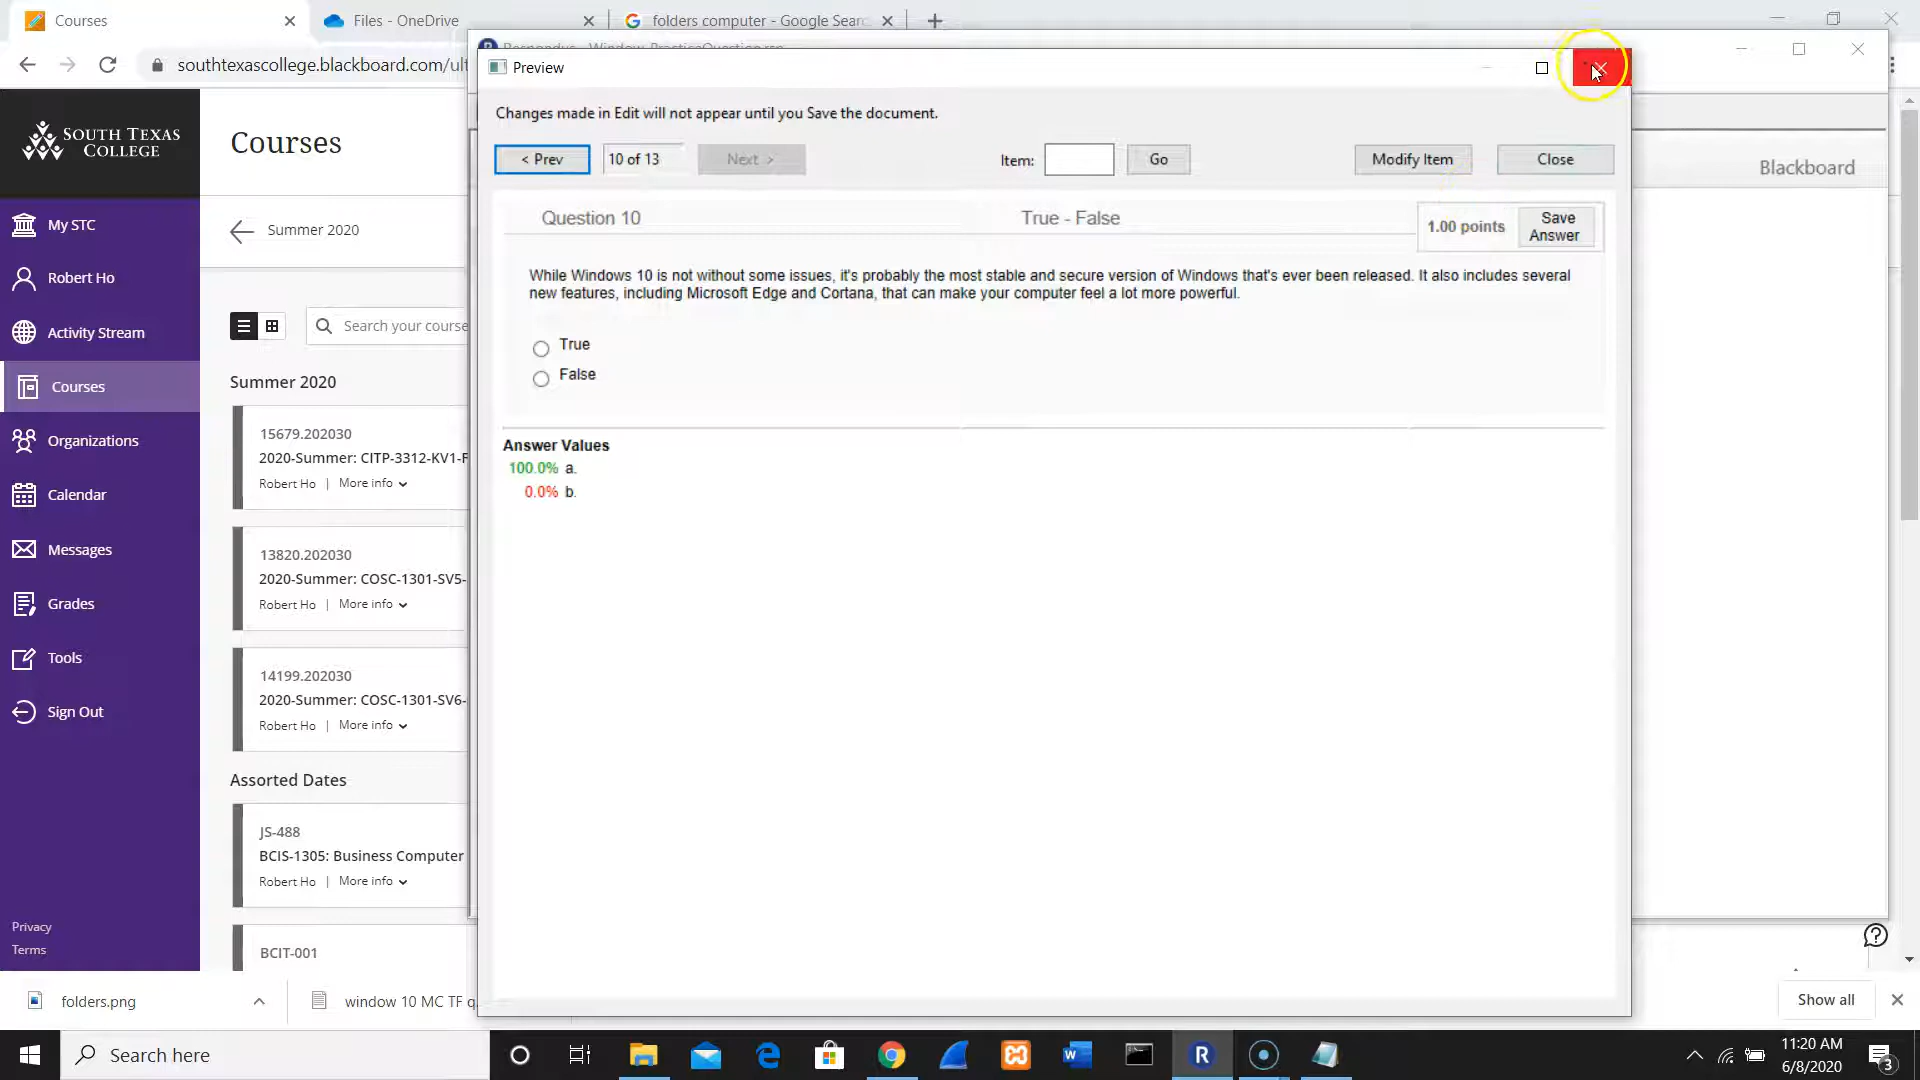 Courses
Files - OneDrive
folders computer - Google Searc
southtexascollege.blackboard.com/ult
SOUTH TEXAS
COLLEGE
My STC
Robert Ho
Activity Stream
Courses
Organizations
Calendar
Messages
Grades
Tools
Sign Out
Privacy
Terms
Courses
Summer 2020
Search your course
Summer 2020
15679.202030
2020-Summer: CITP-3312-KV1-F
Robert Ho | More info
13820.202030
2020-Summer: COSC-1301-SV5-
Robert Ho | More info
14199.202030
2020-Summer: COSC-1301-SV6-
Robert Ho | More info
Assorted Dates
JS-488
BCIS-1305: Business Computer
Robert Ho | More info
BCIT-001
Preview
Changes made in Edit will not appear until you Save the document.
< Prev
10 of 13
Next >
Item:
Go
Modify Item
Close
Blackboard
Question 10
True - False
1.00 points
Save
Answer
While Windows 10 is not without some issues, it's probably the most stable and secure version of Windows that's ever been released. It also includes several
new features, including Microsoft Edge and Cortana, that can make your computer feel a lot more powerful.
True
False
Answer Values
100.0% a.
0.0% b.
folders.png
window 10 MC TF q
Show all
Search here
11:20 AM
6/8/2020
3